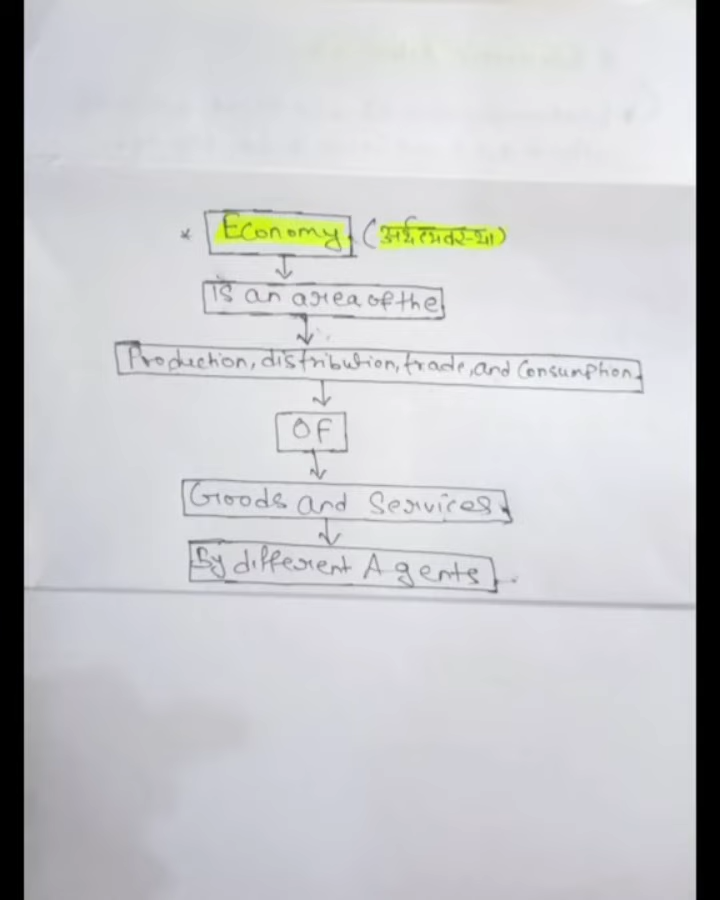 * Economy (अर्थव्यवस्था)
is an area of the
Production, distribution, trade, and Consumption.
OF
Goods and Services
By different Agents.